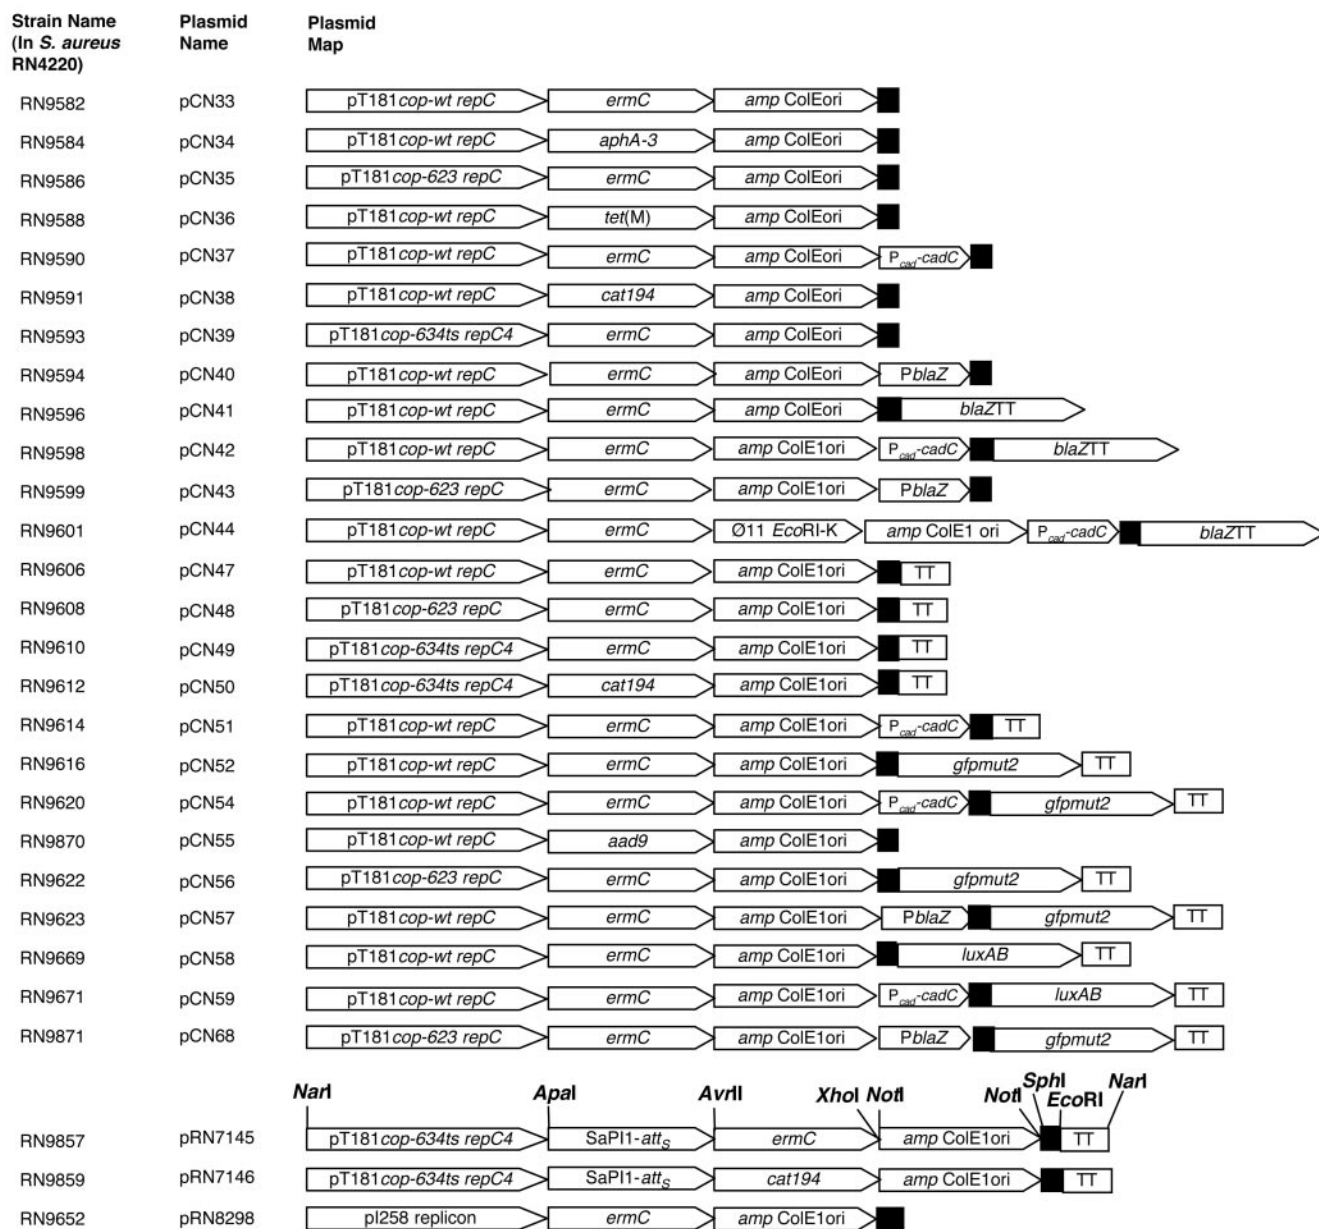 Strain Name Plasmid Plasmid
(In S. aureus Name Map
RN4220)
RN9582 pCN33 pT181cop-wt repC ermC amp ColEori
RN9584 pCN34 pT181cop-wt repC aphA-3 amp ColEori
RN9586 pCN35 pT181cop-623 repC ermC amp ColEori
RN9588 pCN36 pT181cop-wt repC tet(M) amp ColEori
RN9590 pCN37 pT181cop-wt repC ermC amp ColEori Pcad-cadC
RN9591 pCN38 pT181cop-wt repC cat194 amp ColEori
RN9593 pCN39 pT181cop-634ts repC4 ermC amp ColEori
RN9594 pCN40 pT181cop-wt repC ermC amp ColEori PblaZ
RN9596 pCN41 pT181cop-wt repC ermC amp ColEori blaZTT
RN9598 pCN42 pT181cop-wt repC ermC amp ColE1ori Pcad-cadC blaZTT
RN9599 pCN43 pT181cop-623 repC ermC amp ColE1ori PblaZ
RN9601 pCN44 pT181cop-wt repC ermC Ø11 EcoRI-K amp ColE1 ori Pcad-cadC blaZTT
RN9606 pCN47 pT181cop-wt repC ermC amp ColE1ori TT
RN9608 pCN48 pT181cop-623 repC ermC amp ColE1ori TT
RN9610 pCN49 pT181cop-634ts repC4 ermC amp ColE1ori TT
RN9612 pCN50 pT181cop-634ts repC4 cat194 amp ColE1ori TT
RN9614 pCN51 pT181cop-wt repC ermC amp ColE1ori Pcad-cadC TT
RN9616 pCN52 pT181cop-wt repC ermC amp ColE1ori gfpmut2 TT
RN9620 pCN54 pT181cop-wt repC ermC amp ColE1ori Pcad-cadC gfpmut2 TT
RN9870 pCN55 pT181cop-wt repC aad9 amp ColE1ori
RN9622 pCN56 pT181cop-623 repC ermC amp ColE1ori gfpmut2 TT
RN9623 pCN57 pT181cop-wt repC ermC amp ColE1ori PblaZ gfpmut2 TT
RN9669 pCN58 pT181cop-wt repC ermC amp ColE1ori luxAB TT
RN9671 pCN59 pT181cop-wt repC ermC amp ColE1ori Pcad-cadC luxAB TT
RN9871 pCN68 pT181cop-623 repC ermC amp ColE1ori PblaZ gfpmut2 TT
NarI ApaI AvrII XhoI NotI NotI SphI EcoRI NarI
RN9857 pRN7145 pT181cop-634ts repC4 SaPI1-attS ermC amp ColE1ori TT
RN9859 pRN7146 pT181cop-634ts repC4 SaPI1-attS cat194 amp ColE1ori TT
RN9652 pRN8298 pI258 replicon ermC amp ColE1ori